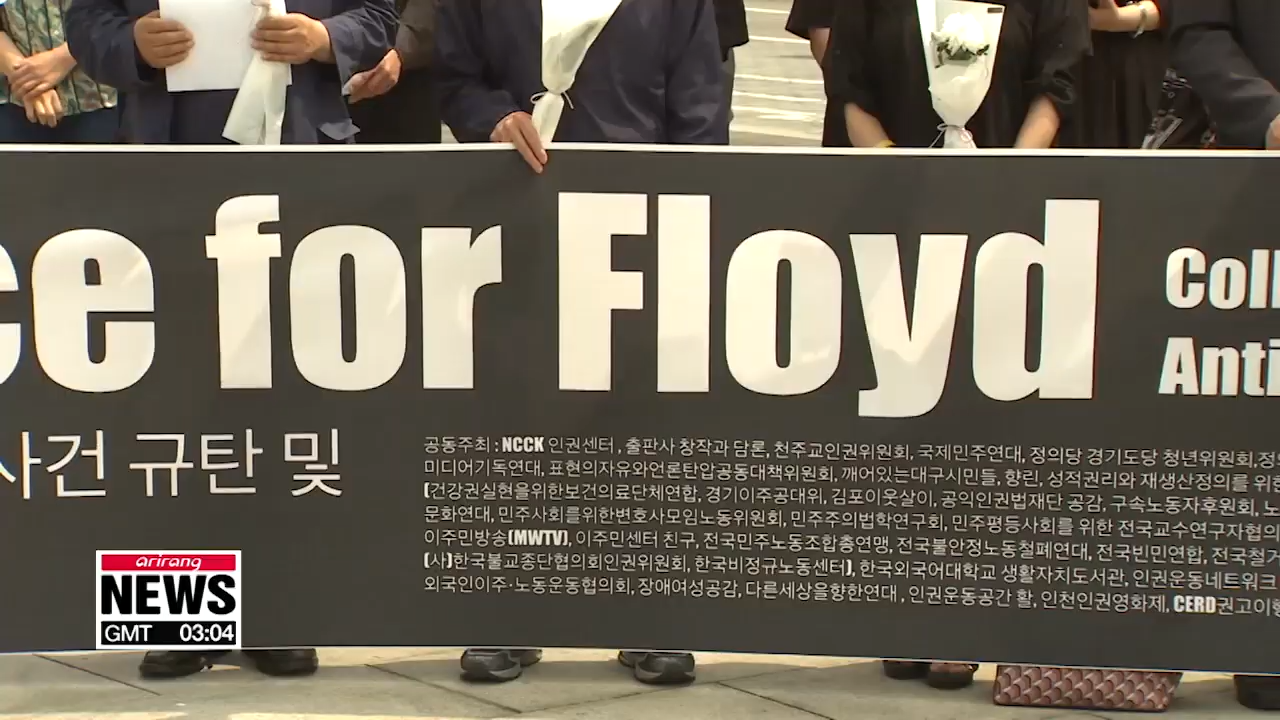 ce for Floyd
Coll
Anti
사건 규탄 및
공동주최 : NCCK 인권센터 , 출판사 창작과 담론, 천주교인권위원회, 국제민주연대, 정의당 경기도당 청년위원회,정의
미디어기독연대, 표현의자유와언론탄압공동대책위원회, 깨어있는대구시민들, 향린, 성적권리와 재생산정의를 위한
(건강권실현을위한보건의료단체연합, 경기이주공대위, 김포이웃살이, 공익인권법재단 공감, 구속노동자후원회, 노
문화연대, 민주사회를위한변호사모임노동위원회, 민주주의법학연구회, 민주평등사회를 위한 전국교수연구자협의
이주민방송(MWTV), 이주민센터 친구, 전국민주노동조합총연맹, 전국불안정노동철폐연대, 전국빈민연합, 전국철거
(사)한국불교종단협의회인권위원회, 한국비정규노동센터), 한국외국어대학교 생활자치도서관, 인권운동네트워크
외국인이주·노동운동협의회, 장애여성공감, 다른세상을향한연대 , 인권운동공간 활, 인천인권영화제, CERD권고이행
arirang
NEWS
GMT 03:04